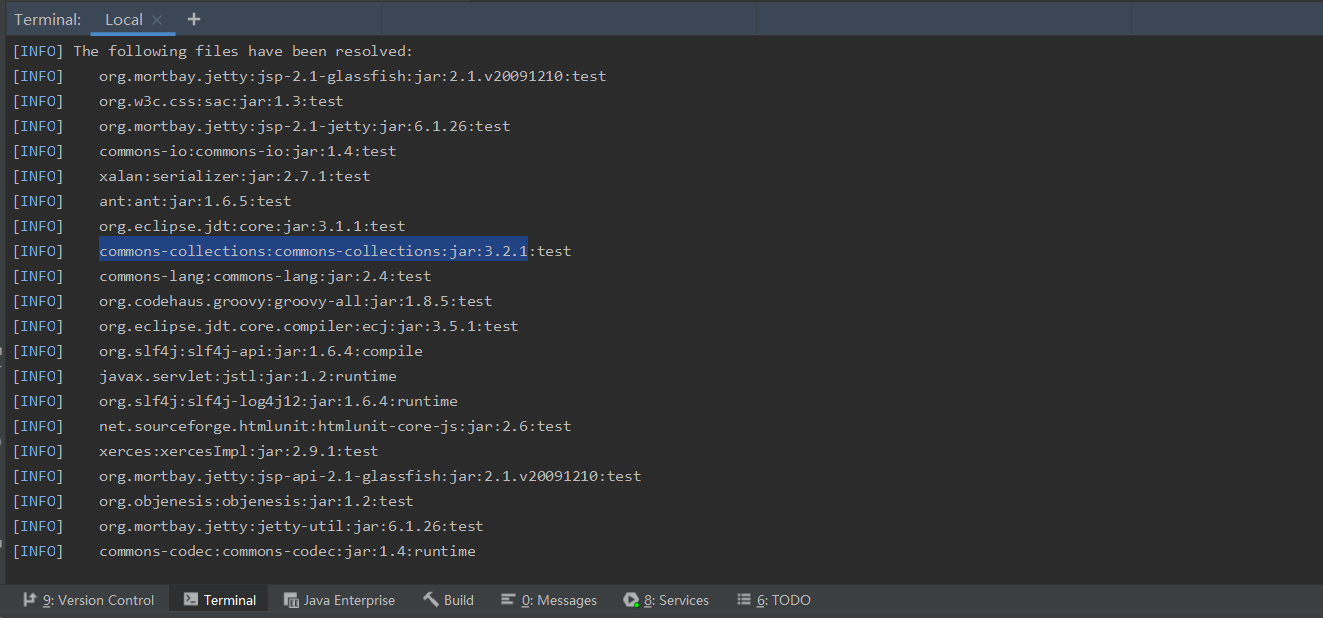 Terminal: Local × +
[INFO] The following files have been resolved:
[INFO]    org.mortbay.jetty:jsp-2.1-glassfish:jar:2.1.v20091210:test
[INFO]    org.w3c.css:sac:jar:1.3:test
[INFO]    org.mortbay.jetty:jsp-2.1-jetty:jar:6.1.26:test
[INFO]    commons-io:commons-io:jar:1.4:test
[INFO]    xalan:serializer:jar:2.7.1:test
[INFO]    ant:ant:jar:1.6.5:test
[INFO]    org.eclipse.jdt:core:jar:3.1.1:test
[INFO]    commons-collections:commons-collections:jar:3.2.1:test
[INFO]    commons-lang:commons-lang:jar:2.4:test
[INFO]    org.codehaus.groovy:groovy-all:jar:1.8.5:test
[INFO]    org.eclipse.jdt.core.compiler:ecj:jar:3.5.1:test
[INFO]    org.slf4j:slf4j-api:jar:1.6.4:compile
[INFO]    javax.servlet:jstl:jar:1.2:runtime
[INFO]    org.slf4j:slf4j-log4j12:jar:1.6.4:runtime
[INFO]    net.sourceforge.htmlunit:htmlunit-core-js:jar:2.6:test
[INFO]    xerces:xercesImpl:jar:2.9.1:test
[INFO]    org.mortbay.jetty:jsp-api-2.1-glassfish:jar:2.1.v20091210:test
[INFO]    org.objenesis:objenesis:jar:1.2:test
[INFO]    org.mortbay.jetty:jetty-util:jar:6.1.26:test
[INFO]    commons-codec:commons-codec:jar:1.4:runtime
9: Version Control Terminal Java Enterprise Build 0: Messages 8: Services 6: TODO